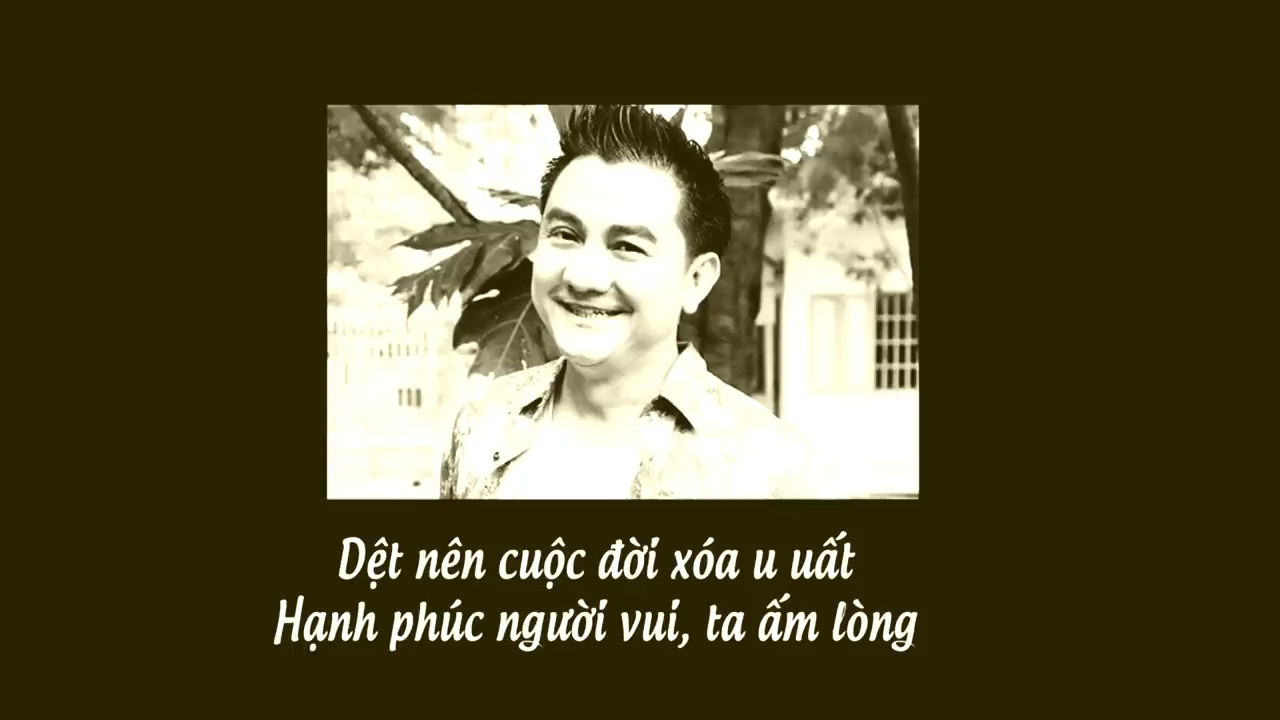 Dệt nên cuộc đời xóa u uất
Hạnh phúc người vui, ta ấm lòng